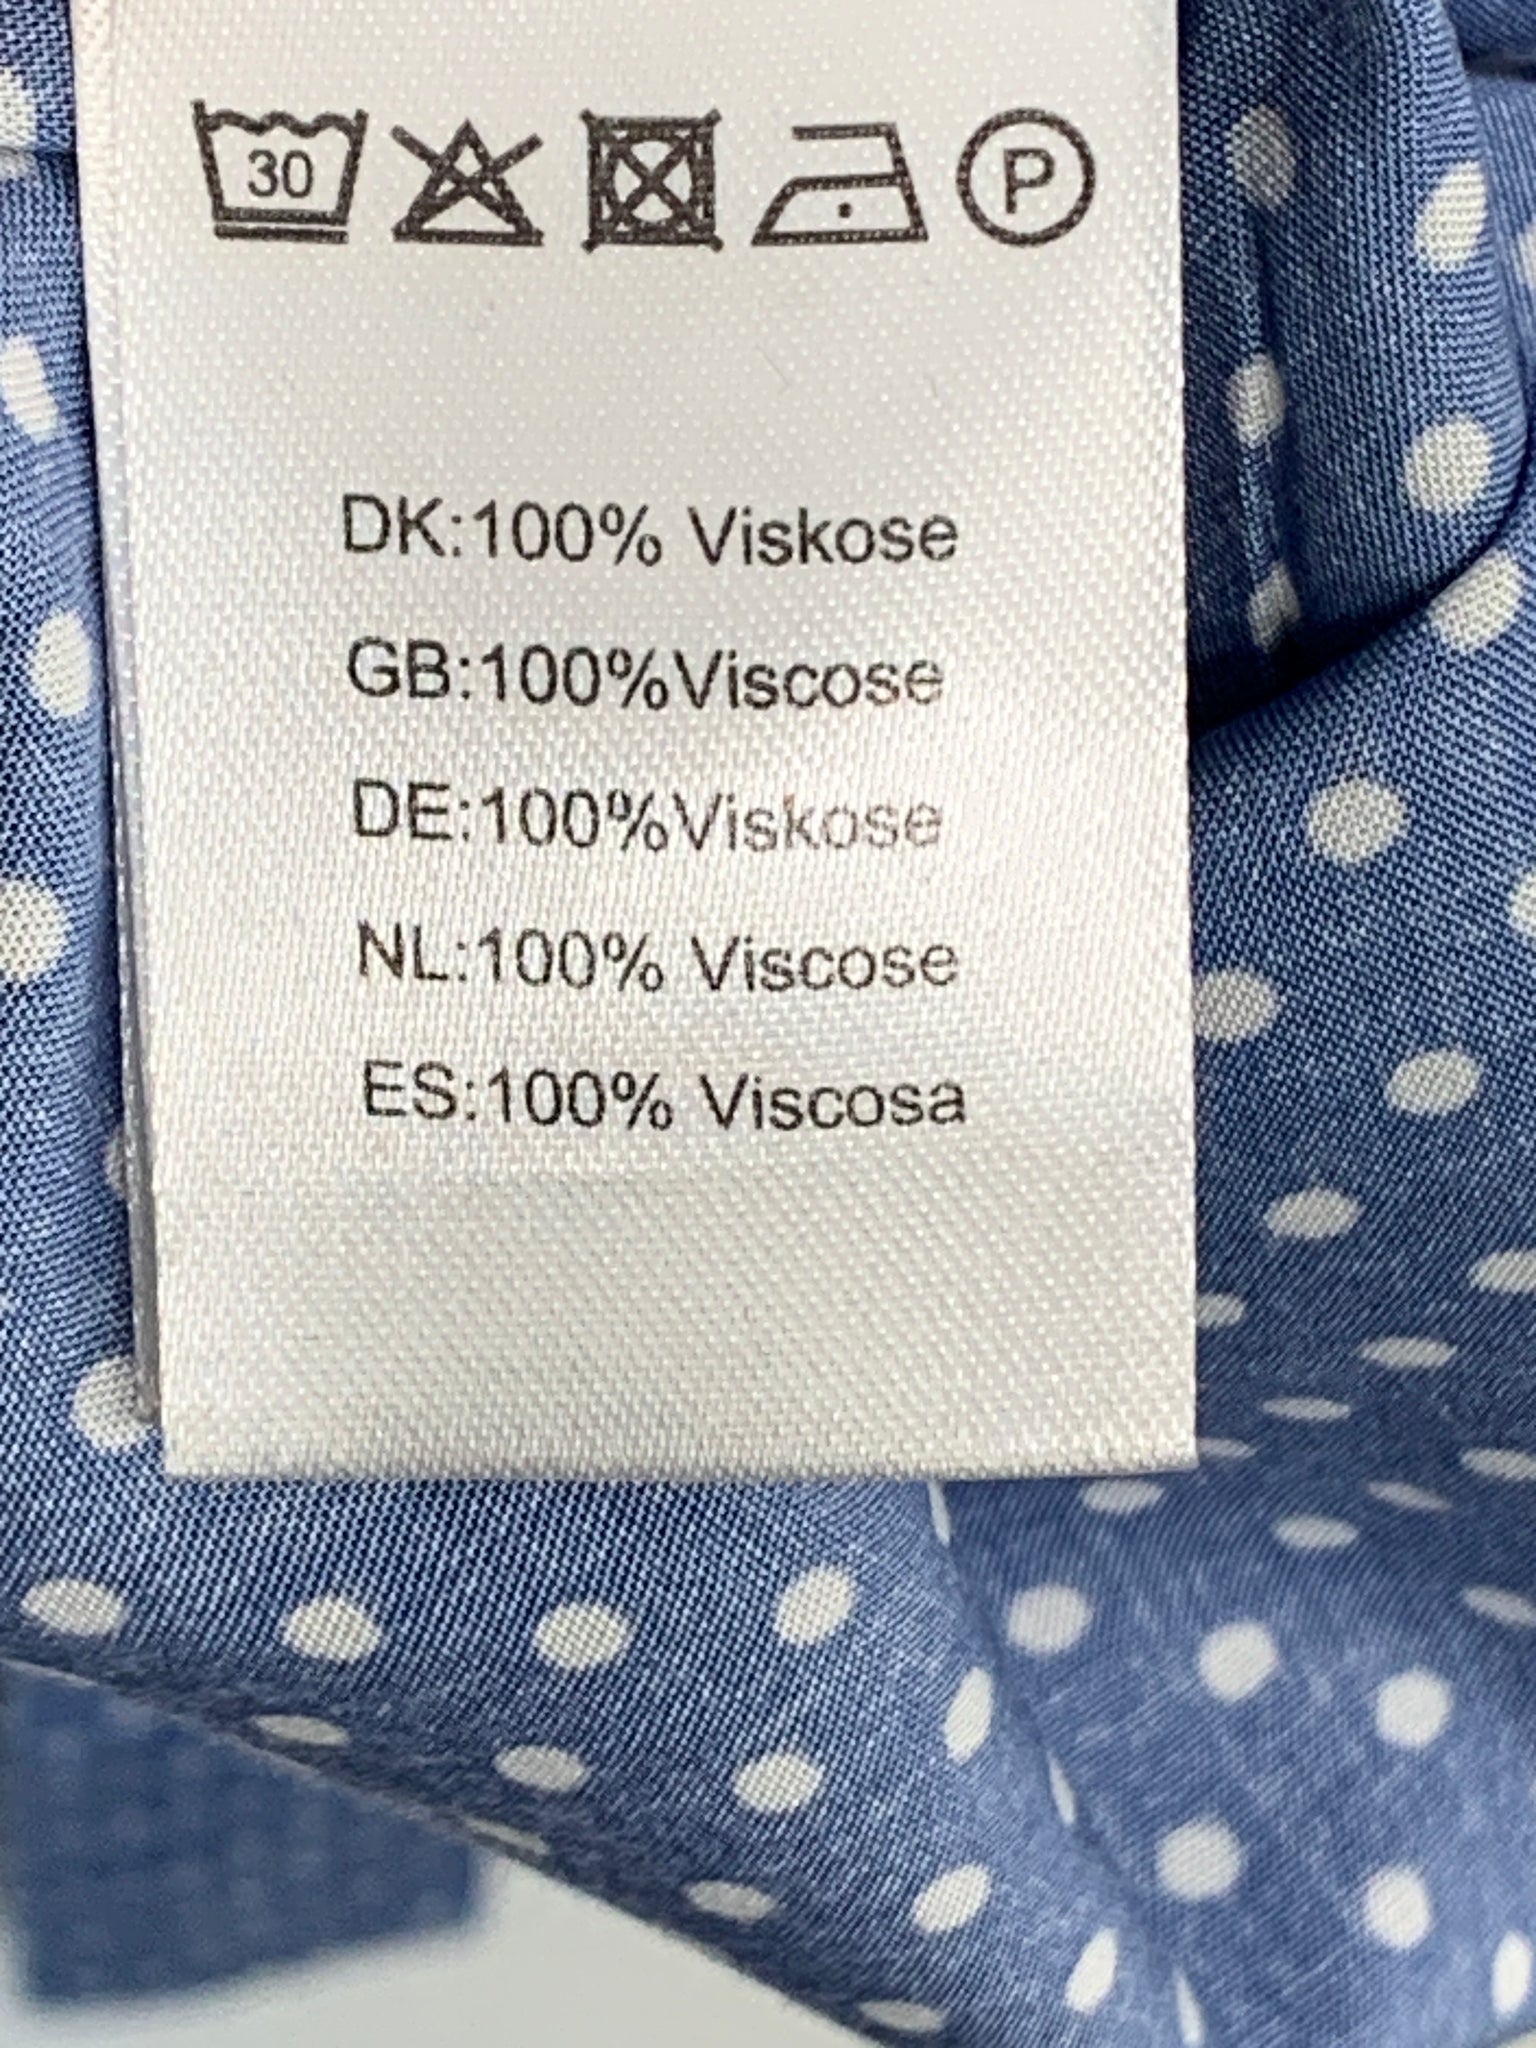 30 P
DK:100% Viskose
GB:100%Viscose
DE:100%Viskose
NL:100% Viscose
ES:100% Viscosa